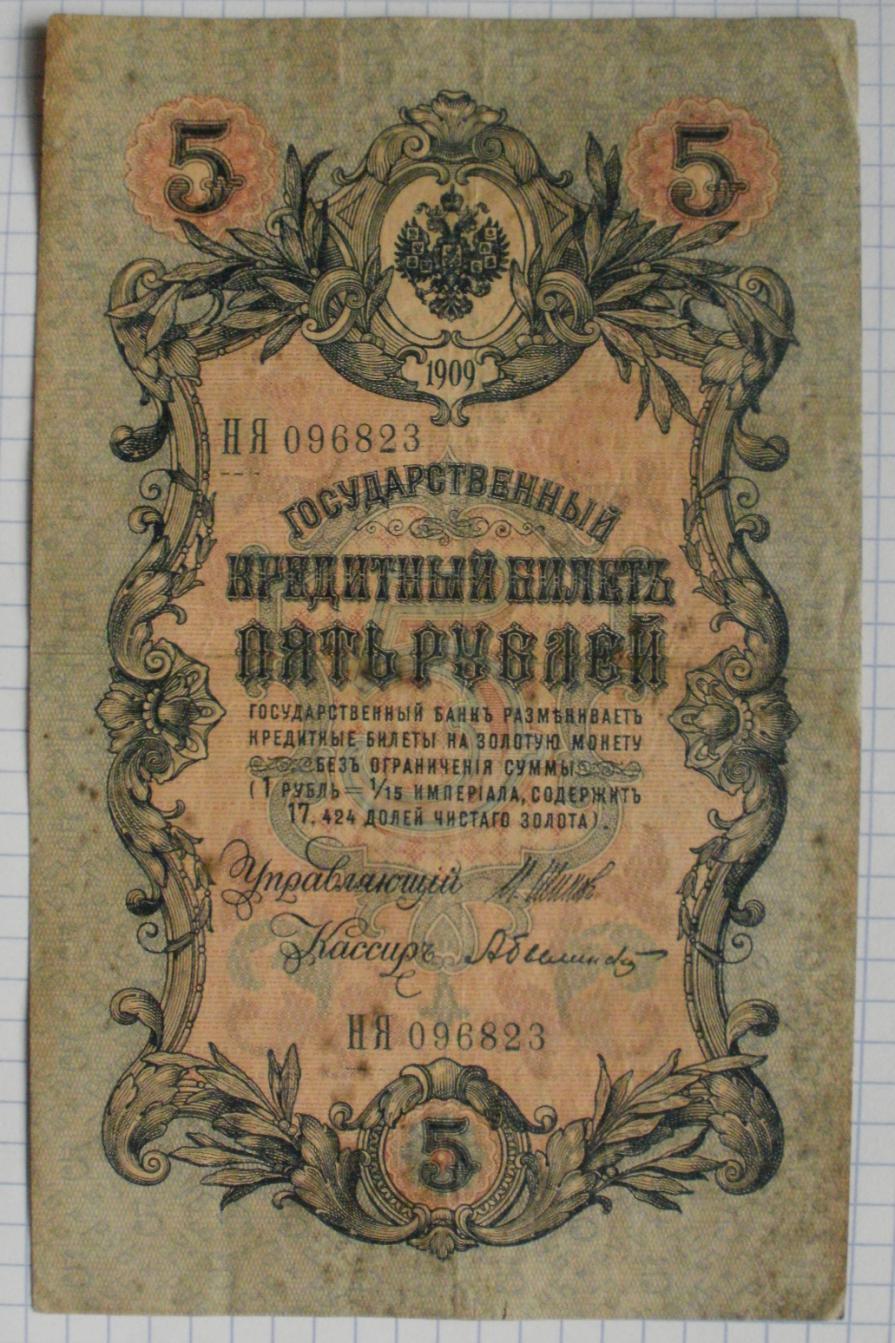 5 5
1909
НЯ 096823
ГОСУДАРСТВЕННЫЙ
КРЕДИТНЫЙ БИЛЕТЪ
ПЯТЬ РУБЛЕЙ
ГОСУДАРСТВЕННЫЙ БАНКЪ РАЗМѢНИВАЕТЪ
КРЕДИТНЫЕ БИЛЕТЫ НА ЗОЛОТУЮ МОНЕТУ
БЕЗЪ ОГРАНИЧЕНІЯ СУММЫ
(1 РУБЛЬ = 1/15 ИМПЕРІАЛА, СОДЕРЖИТЪ
17,424 ДОЛЕЙ ЧИСТАГО ЗОЛОТА).
Управляющій
Кассиръ
НЯ 096823
5